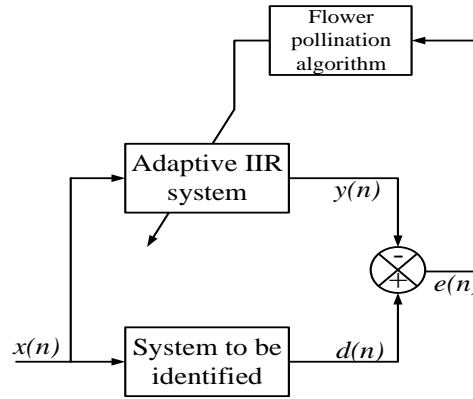 Flower
pollination
algorithm
Adaptive IIR
system
y(n)
-
+
e(n)
x(n)
System to be
identified
d(n)